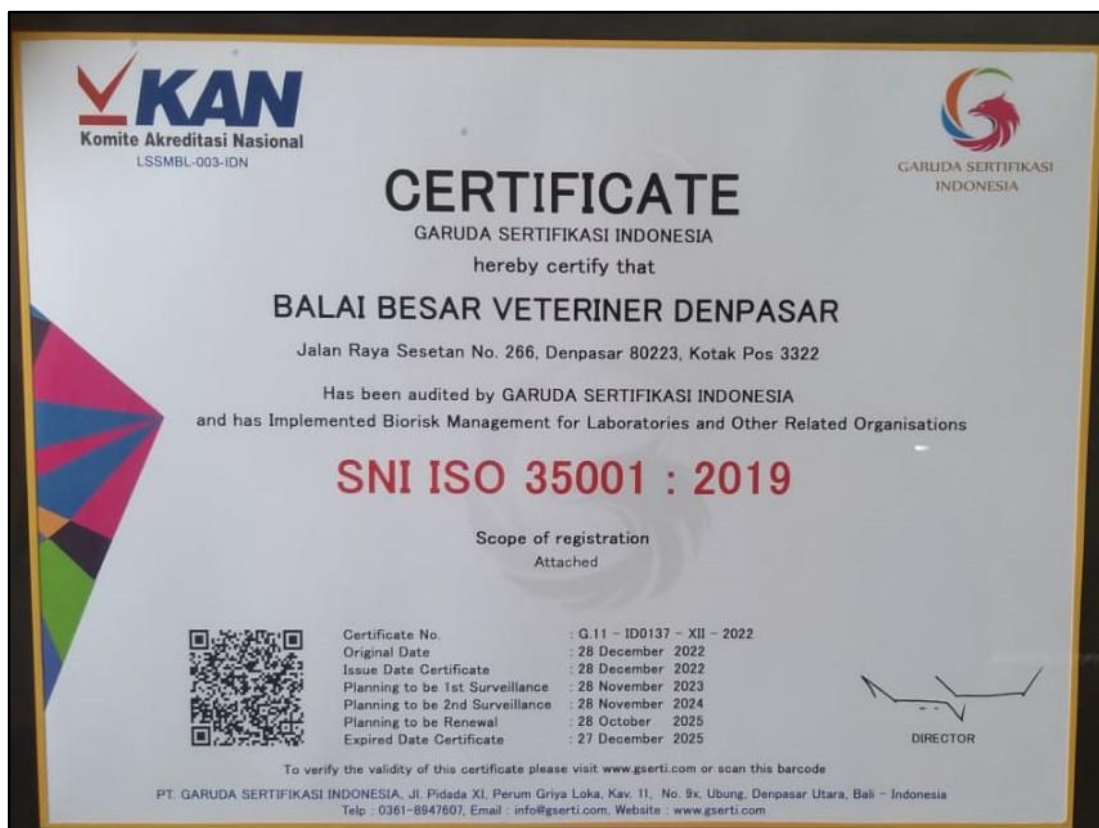 KAN
Komite Akreditasi Nasional
LSSMBL-003-IDN
GARUDA SERTIFIKASI
INDONESIA
CERTIFICATE
GARUDA SERTIFIKASI INDONESIA
hereby certify that
BALAI BESAR VETERINER DENPASAR
Jalan Raya Sesetan No. 266, Denpasar 80223, Kotak Pos 3322
Has been audited by GARUDA SERTIFIKASI INDONESIA
and has Implemented Biorisk Management for Laboratories and Other Related Organisations
SNI ISO 35001 : 2019
Scope of registration
Attached
Certificate No. : G.11 - ID0137 - XII - 2022
Original Date : 28 December 2022
Issue Date Certificate : 28 December 2022
Planning to be 1st Surveillance : 28 November 2023
Planning to be 2nd Surveillance : 28 November 2024
Planning to be Renewal : 28 October 2025
Expired Date Certificate : 27 December 2025
DIRECTOR
To verify the validity of this certificate please visit www.gserti.com or scan this barcode
PT. GARUDA SERTIFIKASI INDONESIA, Jl. Pidada XI, Perum Griya Loka, Kav. 11, No. 9x, Ubung, Denpasar Utara, Bali - Indonesia
Telp : 0361-8947607, Email : info@gserti.com, Website : www.gserti.com